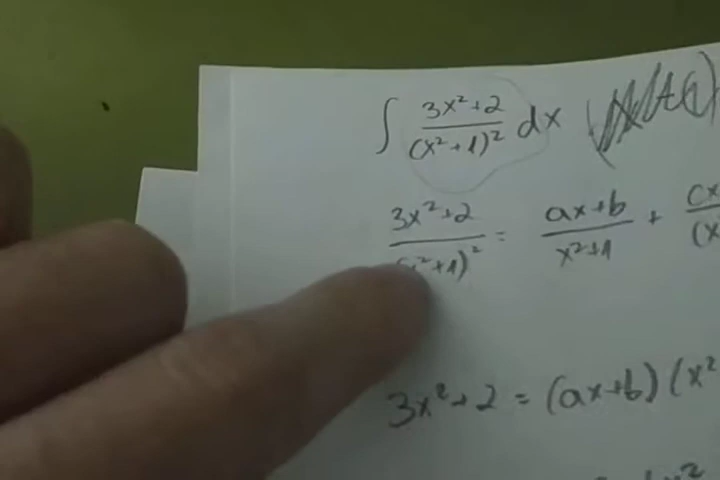 ∫ (3x²+2)/((x²+1)²) dx
(3x²+2)/((x²+1)²) = (ax+b)/(x²+1) +
3x²+2 = (ax+b)(x²